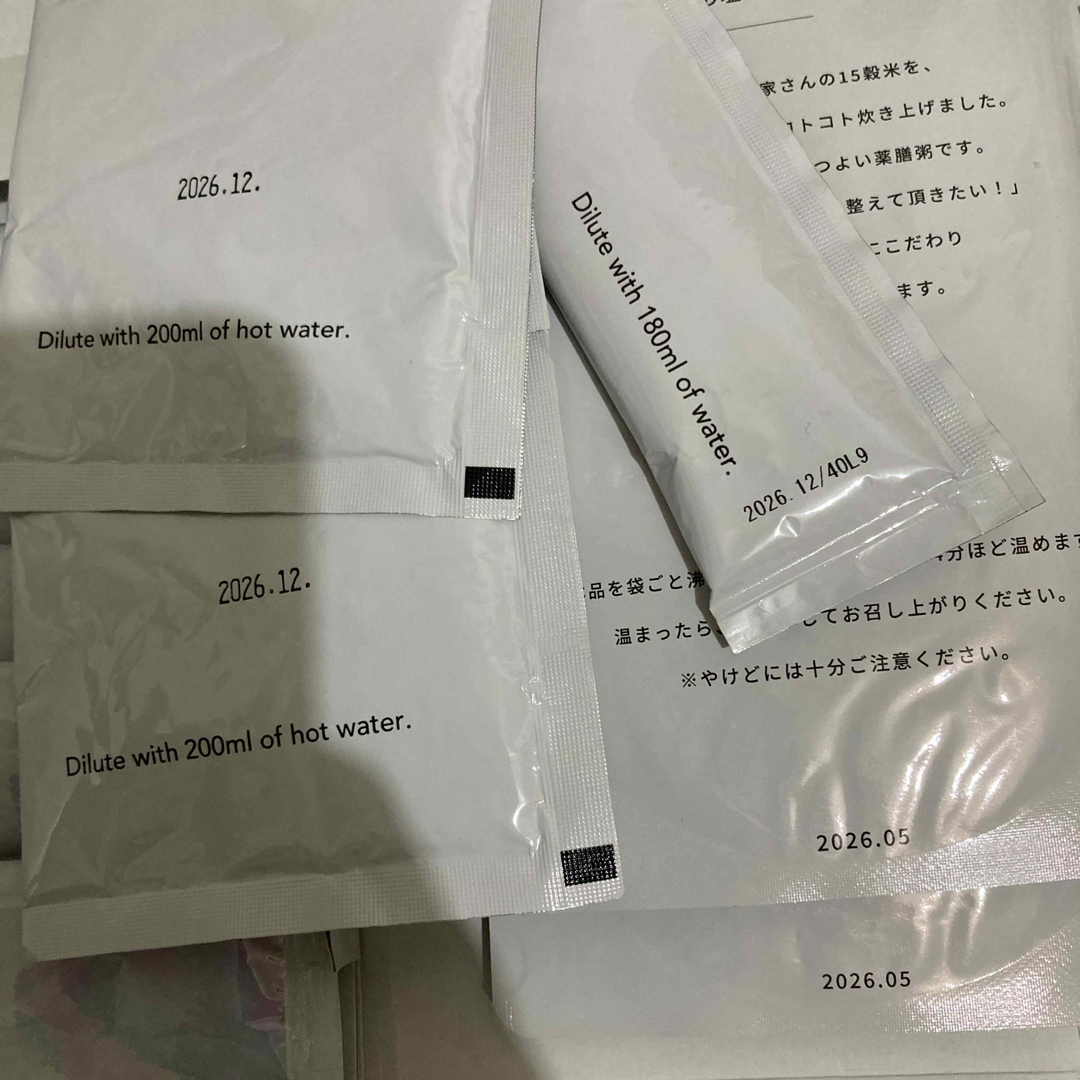 2026.12.
Dilute with 200ml of hot water.
2026.12.
Dilute with 200ml of hot water.
Dilute with 180ml of water.
2026.12/40L9
家さんの15穀米を、
コトコト炊き上げました。
つよい薬膳粥です。
整えて頂きたい！」
こだわり
ます。
品を袋ごと沸
分ほど温めます
温まったら
してお召し上がりください。
※やけどには十分ご注意ください。
2026.05
2026.05